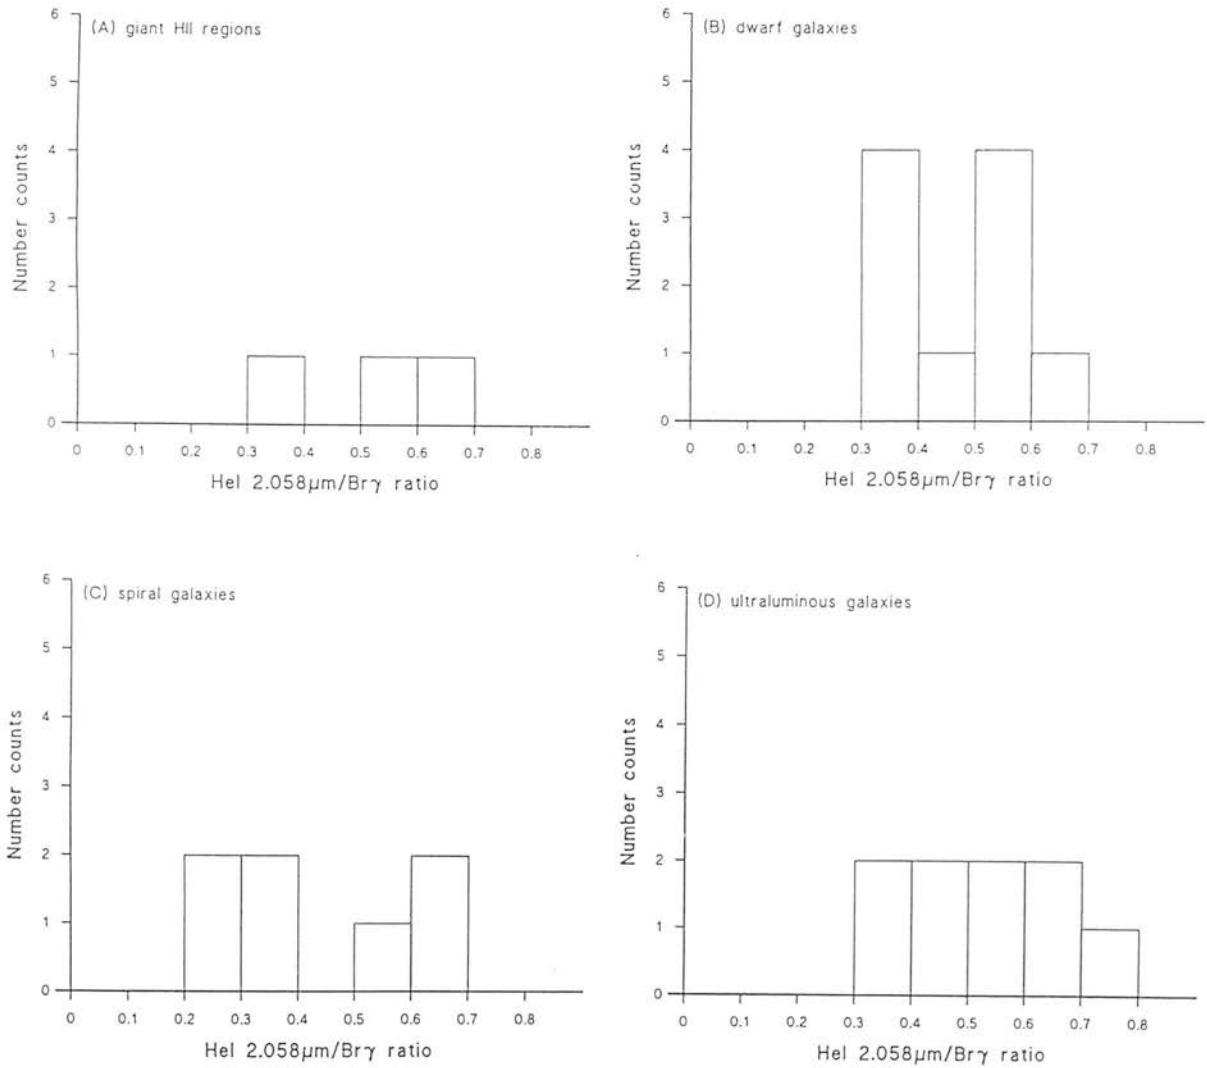 (A) giant HII regions
6
5
4
3
2
1
0
Number counts
0 0.1 0.2 0.3 0.4 0.5 0.6 0.7 0.8
HeI 2.058μm/Brγ ratio
(B) dwarf galaxies
6
5
4
3
2
1
0
Number counts
0 0.1 0.2 0.3 0.4 0.5 0.6 0.7 0.8
HeI 2.058μm/Brγ ratio
(C) spiral galaxies
6
5
4
3
2
1
0
Number counts
0 0.1 0.2 0.3 0.4 0.5 0.6 0.7 0.8
HeI 2.058μm/Brγ ratio
(D) ultraluminous galaxies
6
5
4
3
2
1
0
Number counts
0 0.1 0.2 0.3 0.4 0.5 0.6 0.7 0.8
HeI 2.058μm/Brγ ratio